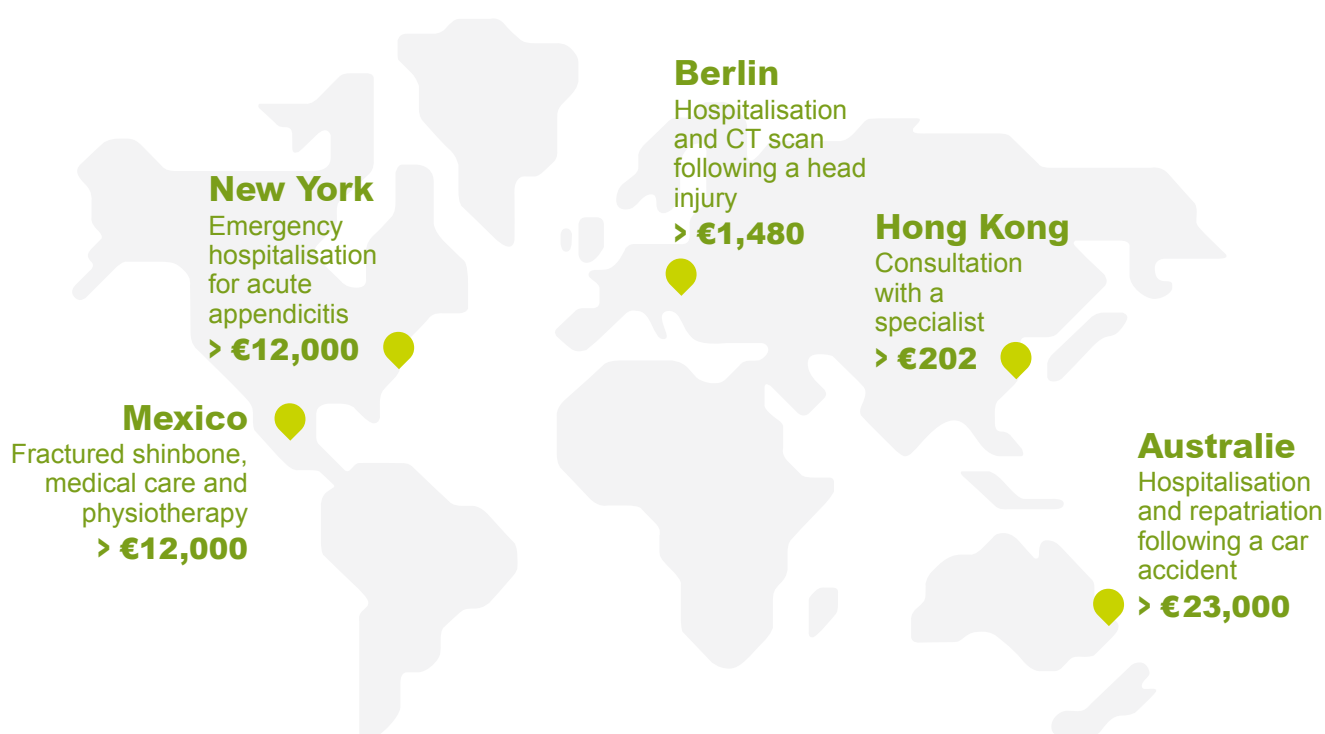 Berlin
Hospitalisation
and CT scan
following a head
injury
> €1,480
New York
Emergency
hospitalisation
for acute
appendicitis
> €12,000
Hong Kong
Consultation
with a
specialist
> €202
Mexico
Fractured shinbone,
medical care and
physiotherapy
> €12,000
Australie
Hospitalisation
and repatriation
following a car
accident
> €23,000